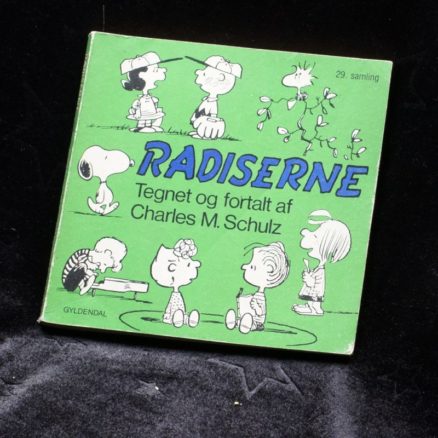 29. samling
RADISERNE
Tegnet og fortalt af
Charles M. Schulz
GYLDENDAL